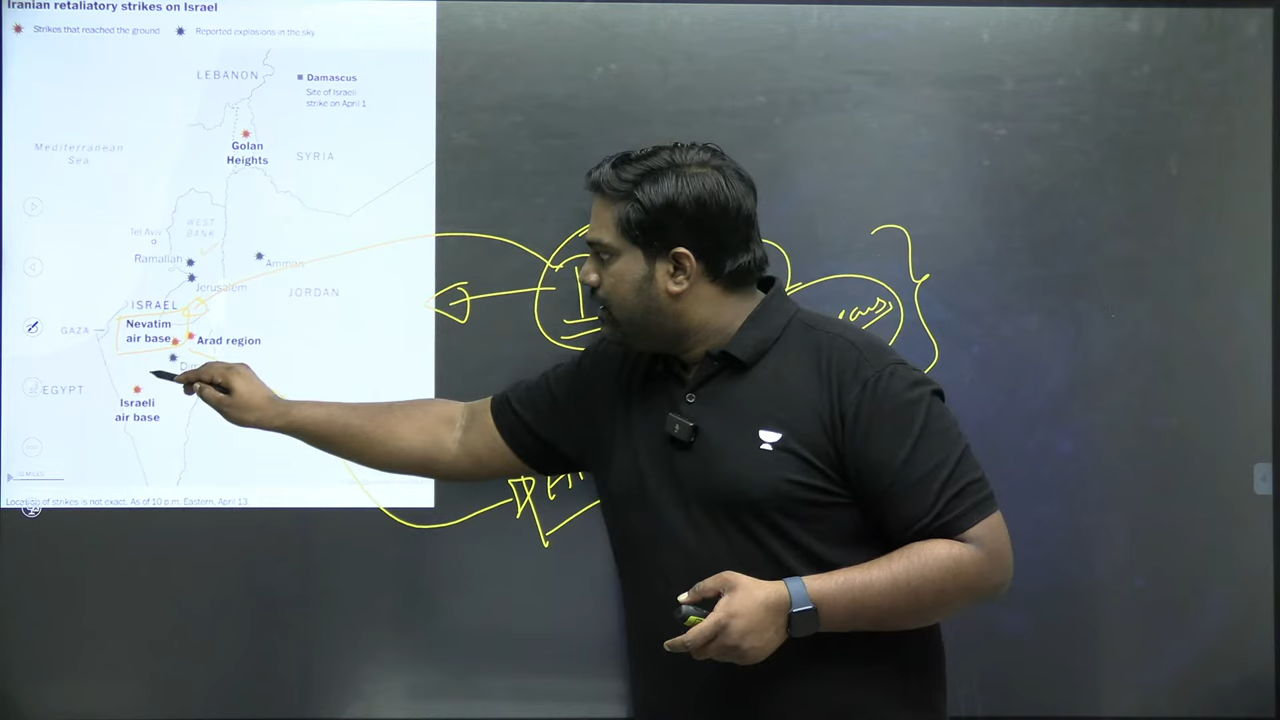 Iranian retaliatory strikes on Israel
Strikes that reached the ground
Reported explosions in the sky
LEBANON
Damascus
Site of Israeli
strike on April 1
Golan
Heights
Mediterranean
Sea
SYRIA
WEST
BANK
Tel Aviv
Ramallah
Amman
Jerusalem
ISRAEL
JORDAN
GAZA
Nevatim
air base
Arad region
EGYPT
Israeli
air base
Location of strikes is not exact. As of 10 p.m. Eastern, April 13